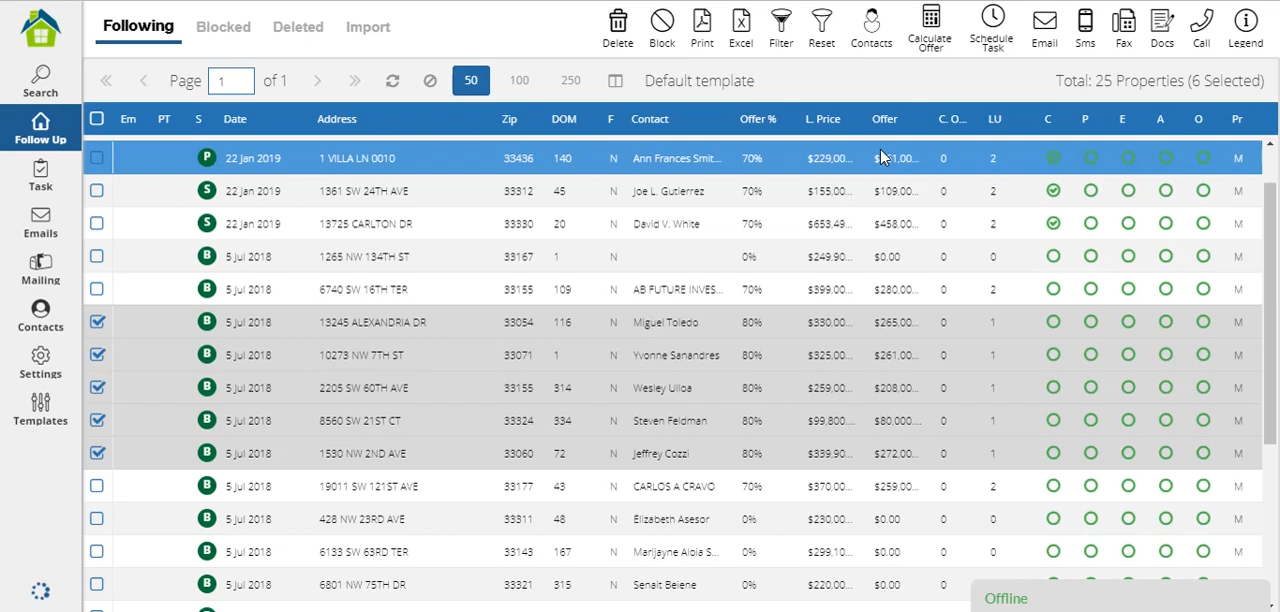 Following Blocked Deleted Import
Delete Block Print Excel Filter Reset Contacts Calculate Offer Schedule Task Email Sms Fax Docs Call Legend
Search
Follow Up
Task
Emails
Mailing
Contacts
Settings
Templates
Page 1 of 1 50 100 250 Default template Total: 25 Properties (6 Selected)
Em PT S Date Address Zip DOM F Contact Offer % L. Price Offer C. O... LU C P E A O Pr
P 22 Jan 2019 1 VILLA LN 0010 33436 140 N Ann Frances Smit... 70% $229,00... 0 2 M
S 22 Jan 2019 1361 SW 24TH AVE 33312 45 N Joe L. Gutierrez 70% $155,00... $109,00... 0 2 M
S 22 Jan 2019 13725 CARLTON DR 33330 20 N David V. White 70% $653,49... $458,00... 0 2 M
B 5 Jul 2018 1265 NW 134TH ST 33167 1 N 0% $249,90... $0.00 0 0 M
B 5 Jul 2018 6740 SW 16TH TER 33155 109 N AB FUTURE INVES... 70% $399,00... $280,00... 0 2 M
B 5 Jul 2018 13245 ALEXANDRIA DR 33054 116 N Miguel Toledo 80% $330,00... $265,00... 0 1 M
B 5 Jul 2018 10273 NW 7TH ST 33071 1 N Yvonne Sanandres 80% $325,00... $261,00... 0 1 M
B 5 Jul 2018 2205 SW 60TH AVE 33155 314 N Wesley Ulloa 80% $259,00... $208,00... 0 1 M
B 5 Jul 2018 8560 SW 21ST CT 33324 334 N Steven Feldman 80% $99,800... $80,000... 0 1 M
B 5 Jul 2018 1530 NW 2ND AVE 33060 72 N Jeffrey Cozzi 80% $339,90... $272,00... 0 1 M
B 5 Jul 2018 19011 SW 121ST AVE 33177 43 N CARLOS A CRAVO 70% $370,00... $259,00... 0 2 M
B 5 Jul 2018 428 NW 23RD AVE 33311 48 N Elizabeth Asesor 0% $230,00... $0.00 0 0 M
B 5 Jul 2018 6133 SW 63RD TER 33143 167 N Marijayne Alola S... 0% $299,10... $0.00 0 0 M
B 5 Jul 2018 6801 NW 75TH DR 33321 315 N Senait Belene 0% $220,00... $0.00
Offline